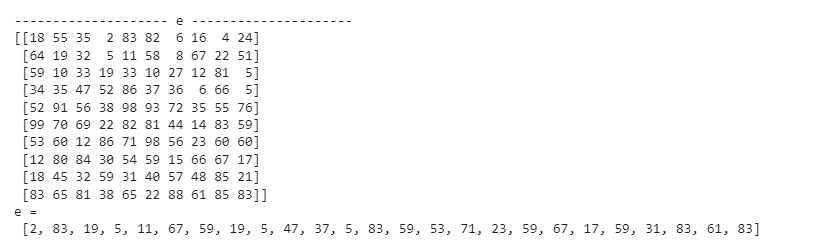 -------------------- e ---------------------
[[18 55 35  2 83 82  6 16  4 24]
 [64 19 32  5 11 58  8 67 22 51]
 [59 10 33 19 33 10 27 12 81  5]
 [34 35 47 52 86 37 36  6 66  5]
 [52 91 56 38 98 93 72 35 55 76]
 [99 70 69 22 82 81 44 14 83 59]
 [53 60 12 86 71 98 56 23 60 60]
 [12 80 84 30 54 59 15 66 67 17]
 [18 45 32 59 31 40 57 48 85 21]
 [83 65 81 38 65 22 88 61 85 83]]
e =
 [2, 83, 19, 5, 11, 67, 59, 19, 5, 47, 37, 5, 83, 59, 53, 71, 23, 59, 67, 17, 59, 31, 83, 61, 83]